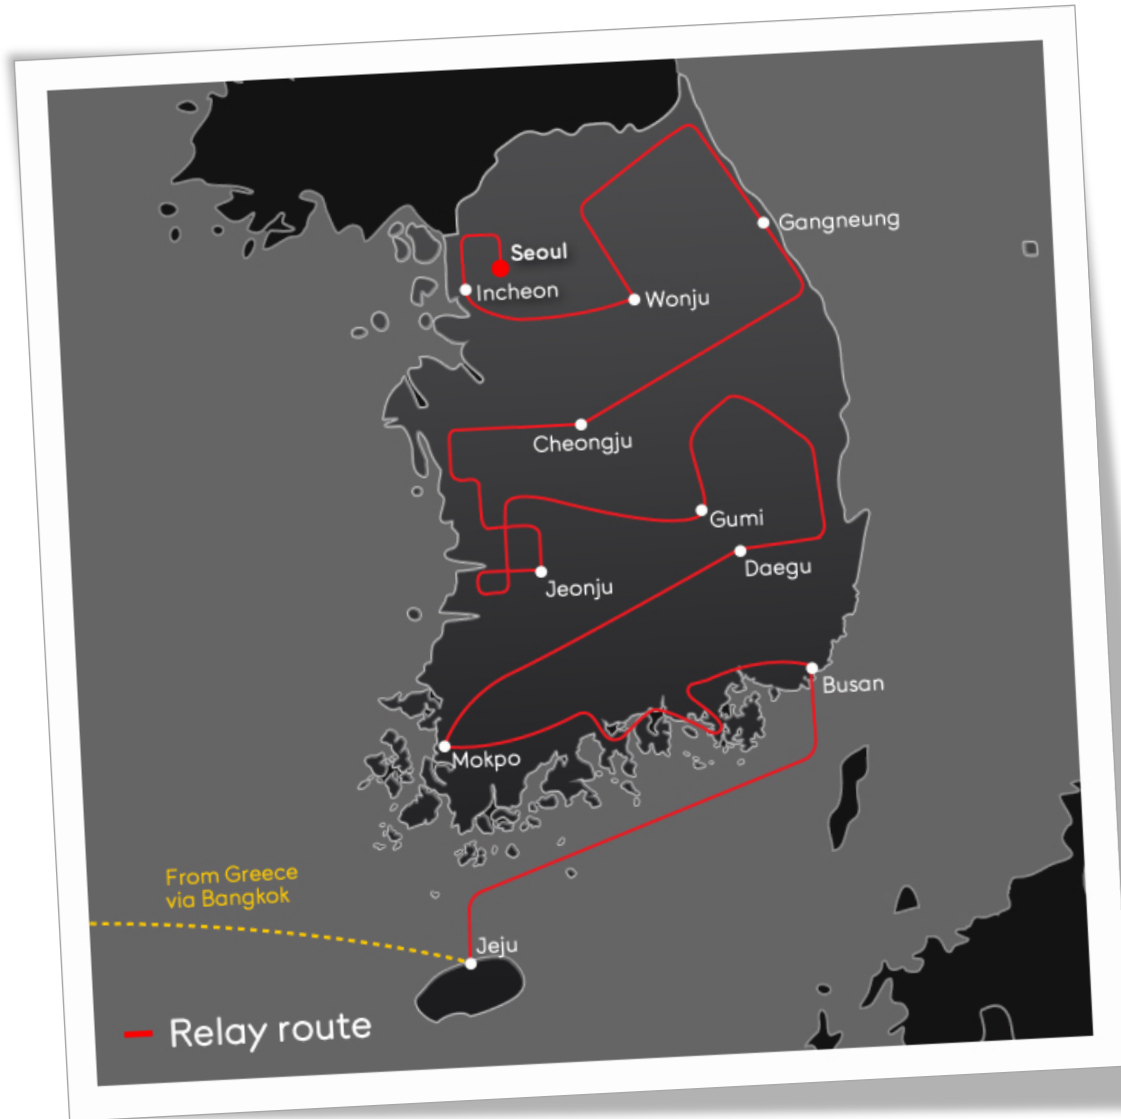 Gangneung
Seoul
Incheon
Wonju
Cheongju
Gumi
Daegu
Jeonju
Busan
Mokpo
From Greece
via Bangkok
Jeju
Relay route